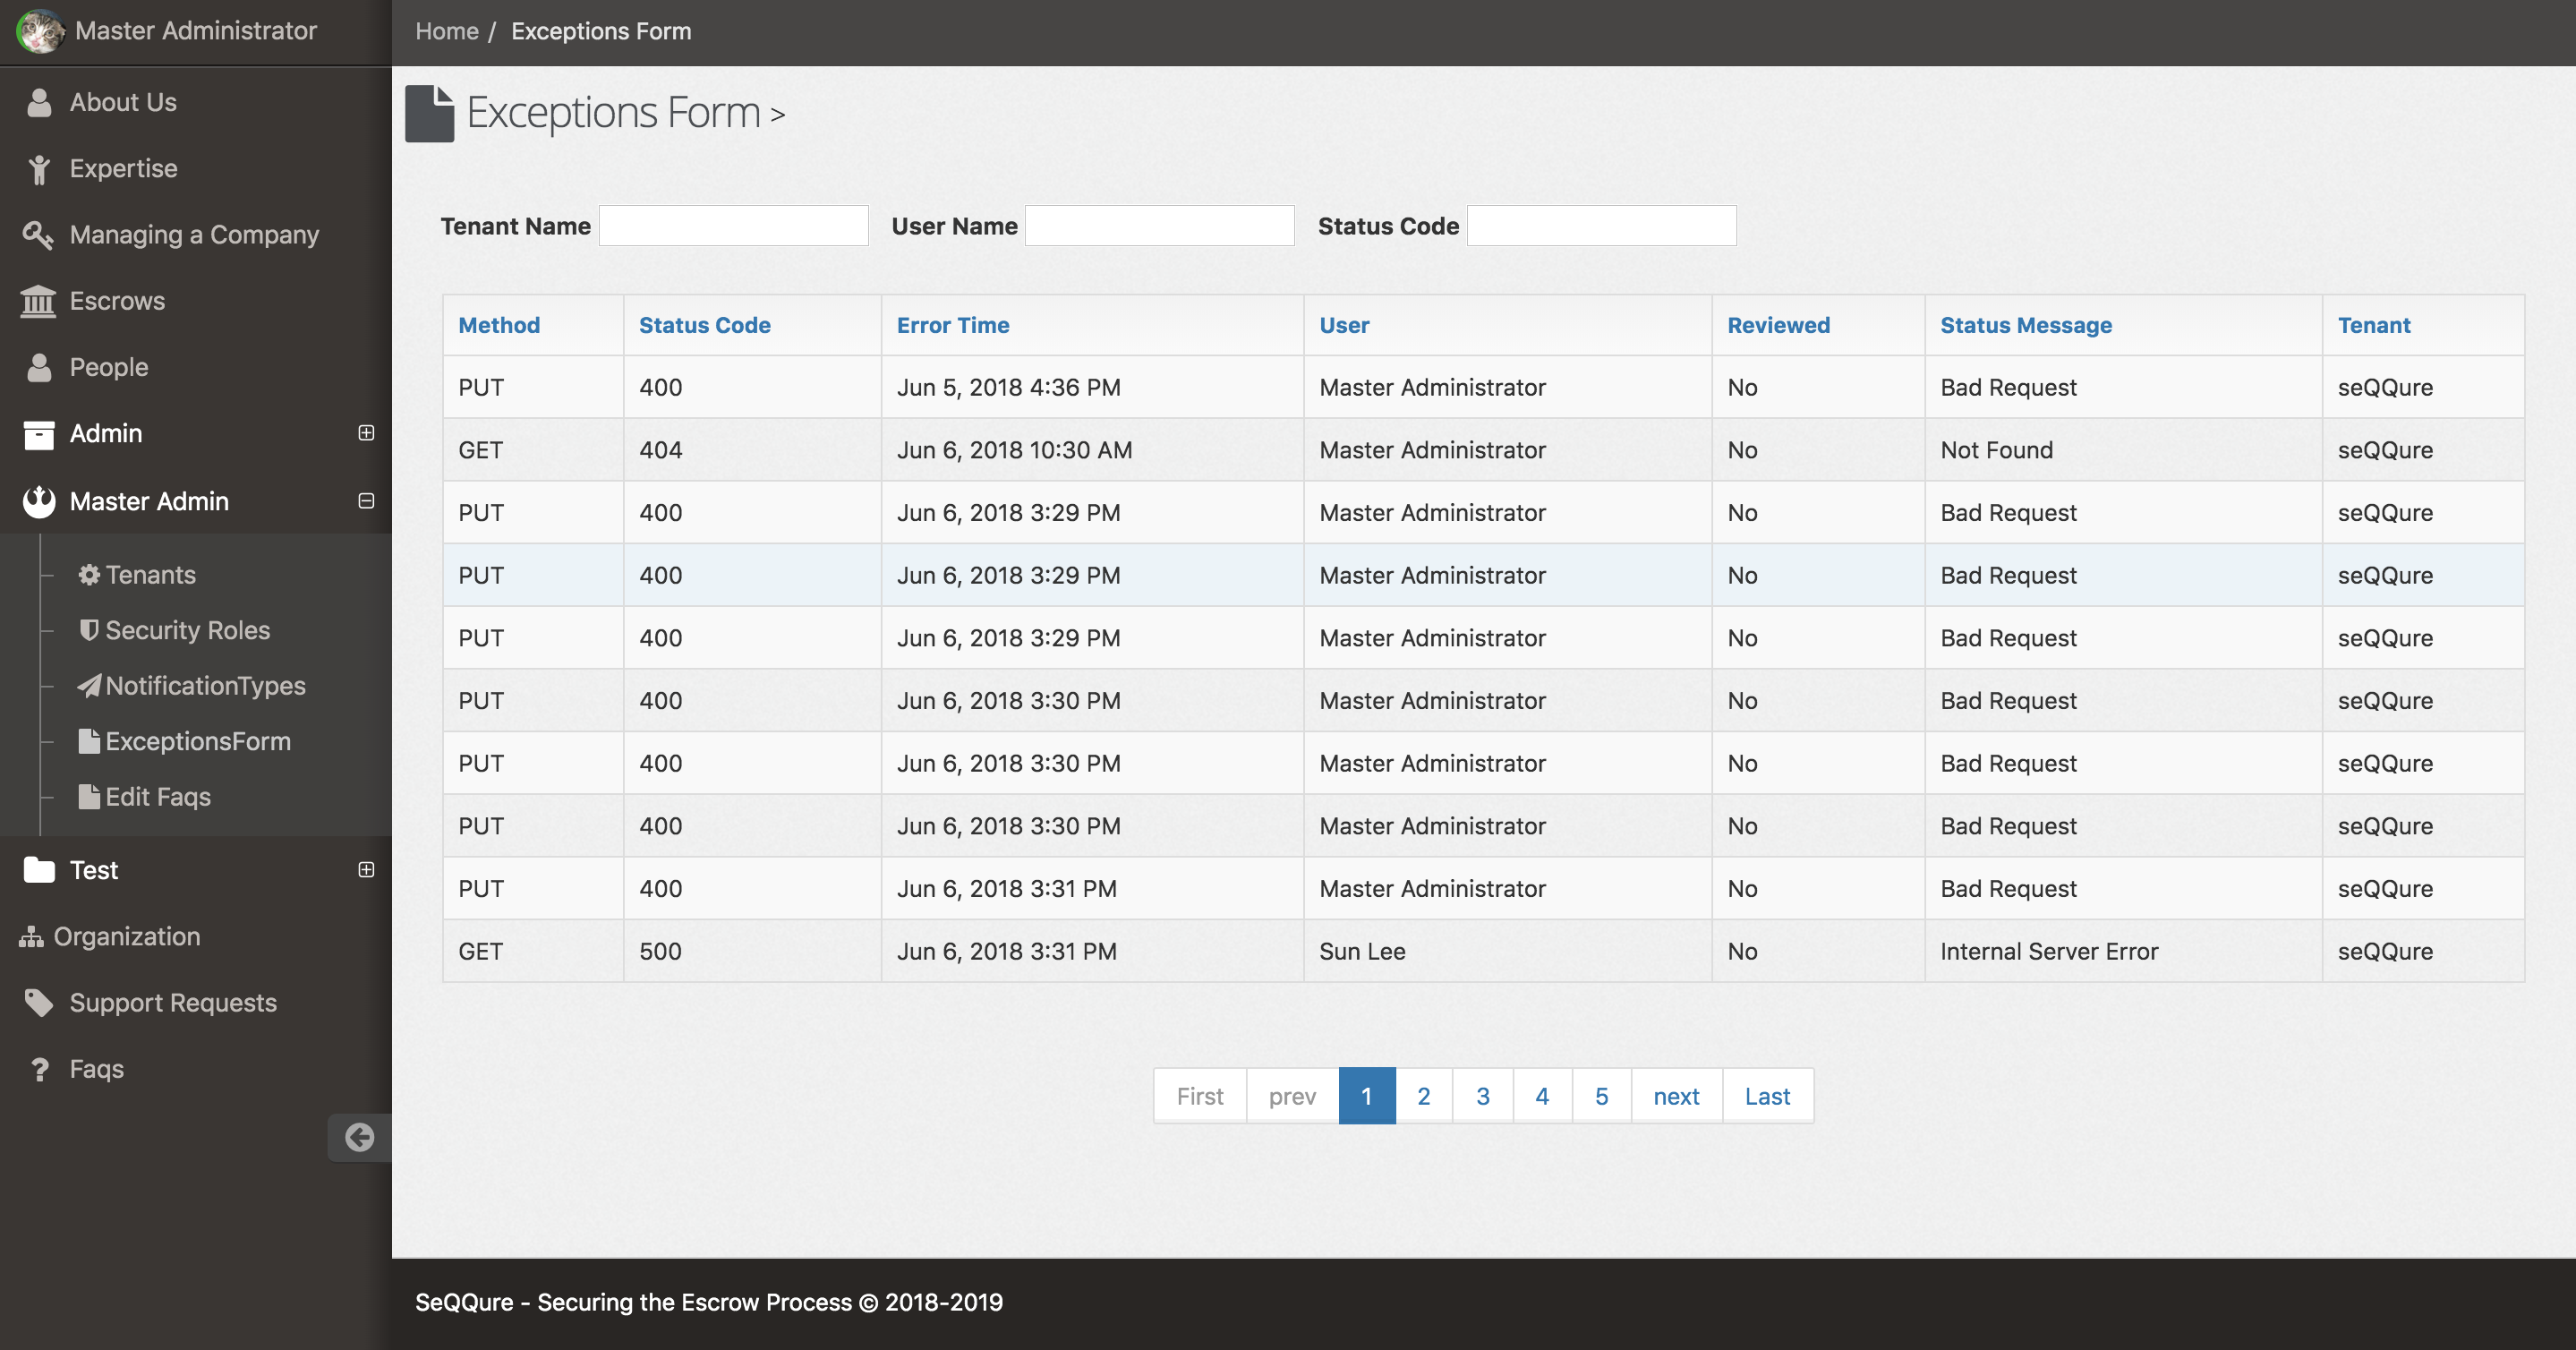 Master Administrator
Home / Exceptions Form
About Us
Expertise
Managing a Company
Escrows
People
Admin
Master Admin
Tenants
Security Roles
NotificationTypes
ExceptionsForm
Edit Faqs
Test
Organization
Support Requests
Faqs
Exceptions Form >
Tenant Name User Name Status Code
Method Status Code Error Time User Reviewed Status Message Tenant
PUT 400 Jun 5, 2018 4:36 PM Master Administrator No Bad Request seQQure
GET 404 Jun 6, 2018 10:30 AM Master Administrator No Not Found seQQure
PUT 400 Jun 6, 2018 3:29 PM Master Administrator No Bad Request seQQure
PUT 400 Jun 6, 2018 3:29 PM Master Administrator No Bad Request seQQure
PUT 400 Jun 6, 2018 3:29 PM Master Administrator No Bad Request seQQure
PUT 400 Jun 6, 2018 3:30 PM Master Administrator No Bad Request seQQure
PUT 400 Jun 6, 2018 3:30 PM Master Administrator No Bad Request seQQure
PUT 400 Jun 6, 2018 3:30 PM Master Administrator No Bad Request seQQure
PUT 400 Jun 6, 2018 3:31 PM Master Administrator No Bad Request seQQure
GET 500 Jun 6, 2018 3:31 PM Sun Lee No Internal Server Error seQQure
First prev 1 2 3 4 5 next Last
SeQQure - Securing the Escrow Process © 2018-2019